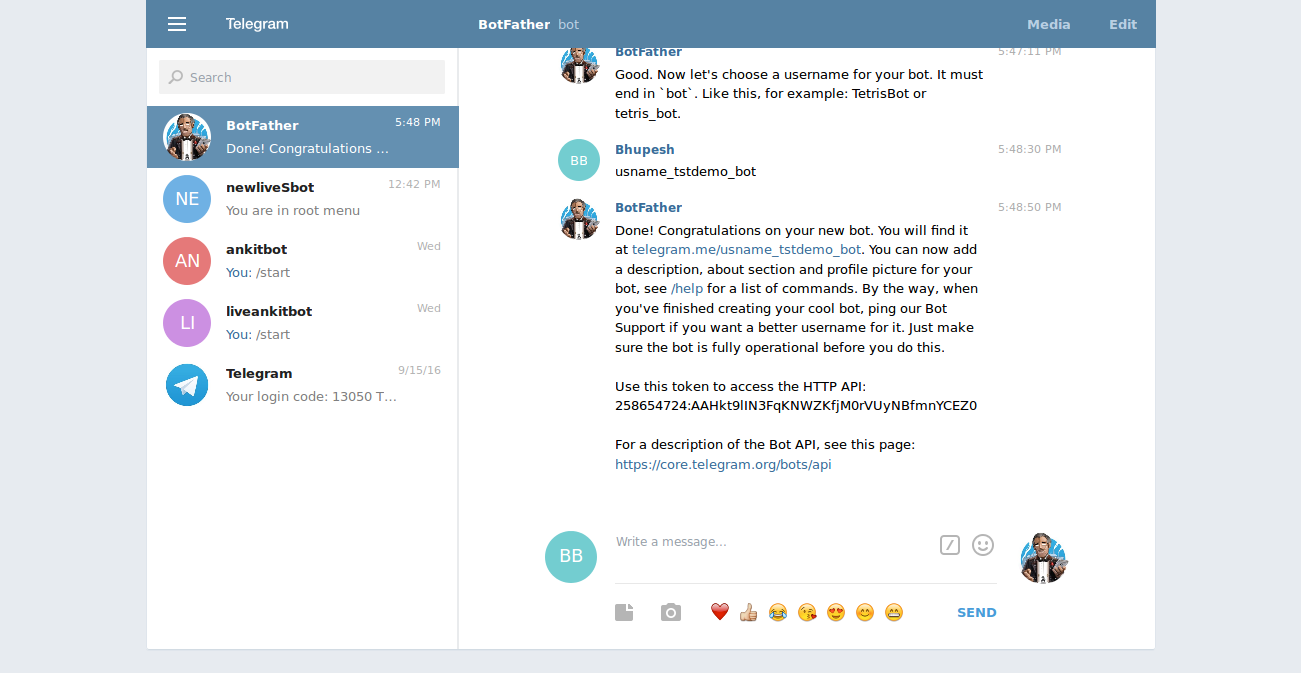 Telegram
BotFather bot
Media
Edit
Search
BotFather
5:48 PM
Done! Congratulations ...
NE
newliveSbot
12:42 PM
You are in root menu
AN
ankitbot
Wed
You: /start
LI
liveankitbot
Wed
You: /start
Telegram
9/15/16
Your login code: 13050 T...
BotFather
5:47:11 PM
Good. Now let's choose a username for your bot. It must
end in `bot`. Like this, for example: TetrisBot or
tetris_bot.
BB
Bhupesh
5:48:30 PM
usname_tstdemo_bot
BotFather
5:48:50 PM
Done! Congratulations on your new bot. You will find it
at telegram.me/usname_tstdemo_bot. You can now add
a description, about section and profile picture for your
bot, see /help for a list of commands. By the way, when
you've finished creating your cool bot, ping our Bot
Support if you want a better username for it. Just make
sure the bot is fully operational before you do this.
Use this token to access the HTTP API:
258654724:AAHkt9lIN3FqKNWZKfjM0rVUyNBfmnYCEZ0
For a description of the Bot API, see this page:
https://core.telegram.org/bots/api
BB
Write a message...
SEND